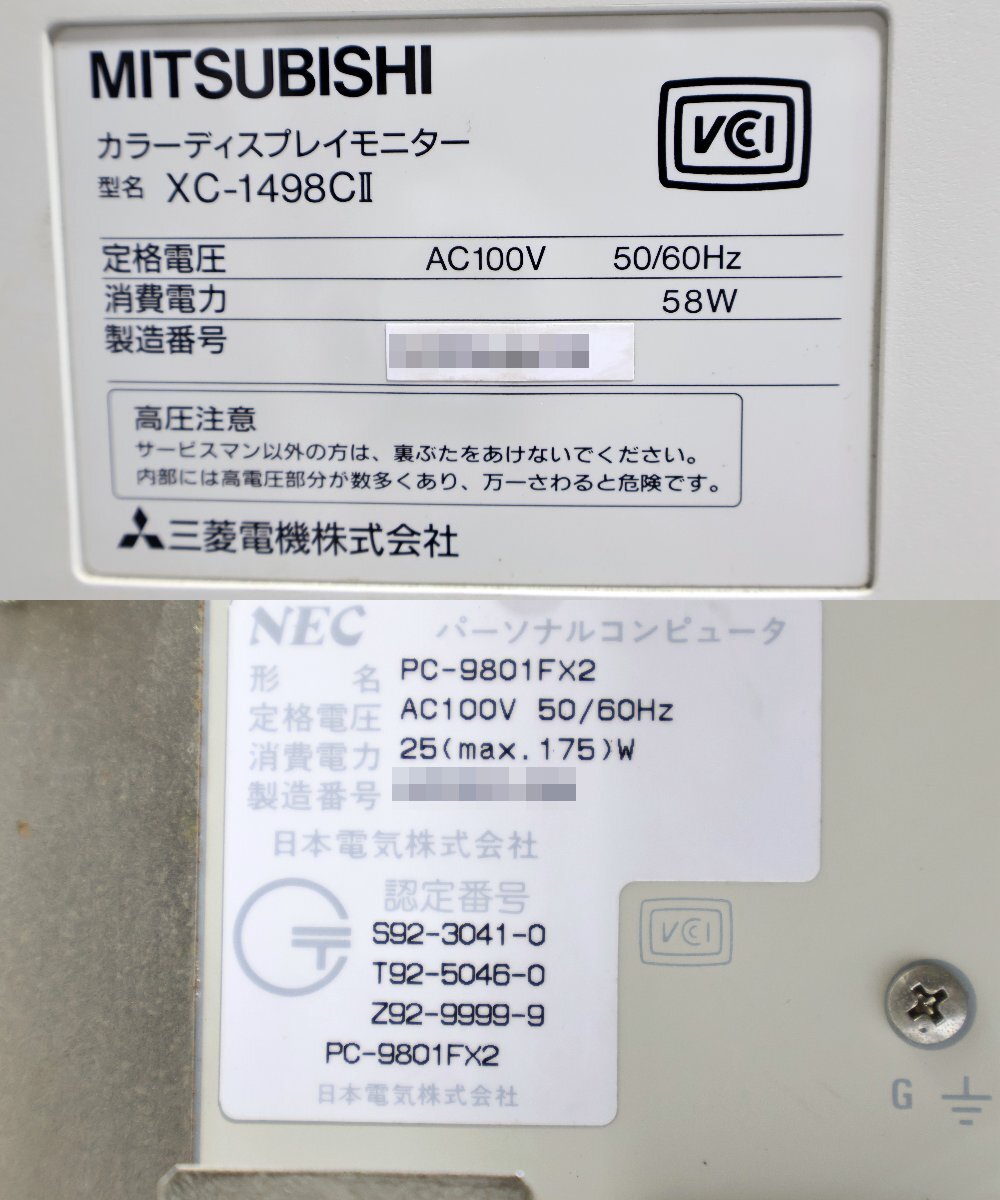 MITSUBISHI
カラーディスプレイモニター
型名 XC-1498CⅡ
VCCI
定格電圧 AC100V 50/60Hz
消費電力 58W
製造番号
高圧注意
サービスマン以外の方は、裏ぶたをあけないでください。
内部には高電圧部分が数多くあり、万一さわると危険です。
三菱電機株式会社
NEC パーソナルコンピュータ
形 名 PC-9801FX2
定格電圧 AC100V 50/60Hz
消費電力 25(max.175)W
製造番号
日本電気株式会社
認定番号
S92-3041-0
T92-5046-0
Z92-9999-9
PC-9801FX2
日本電気株式会社
VCCI
G